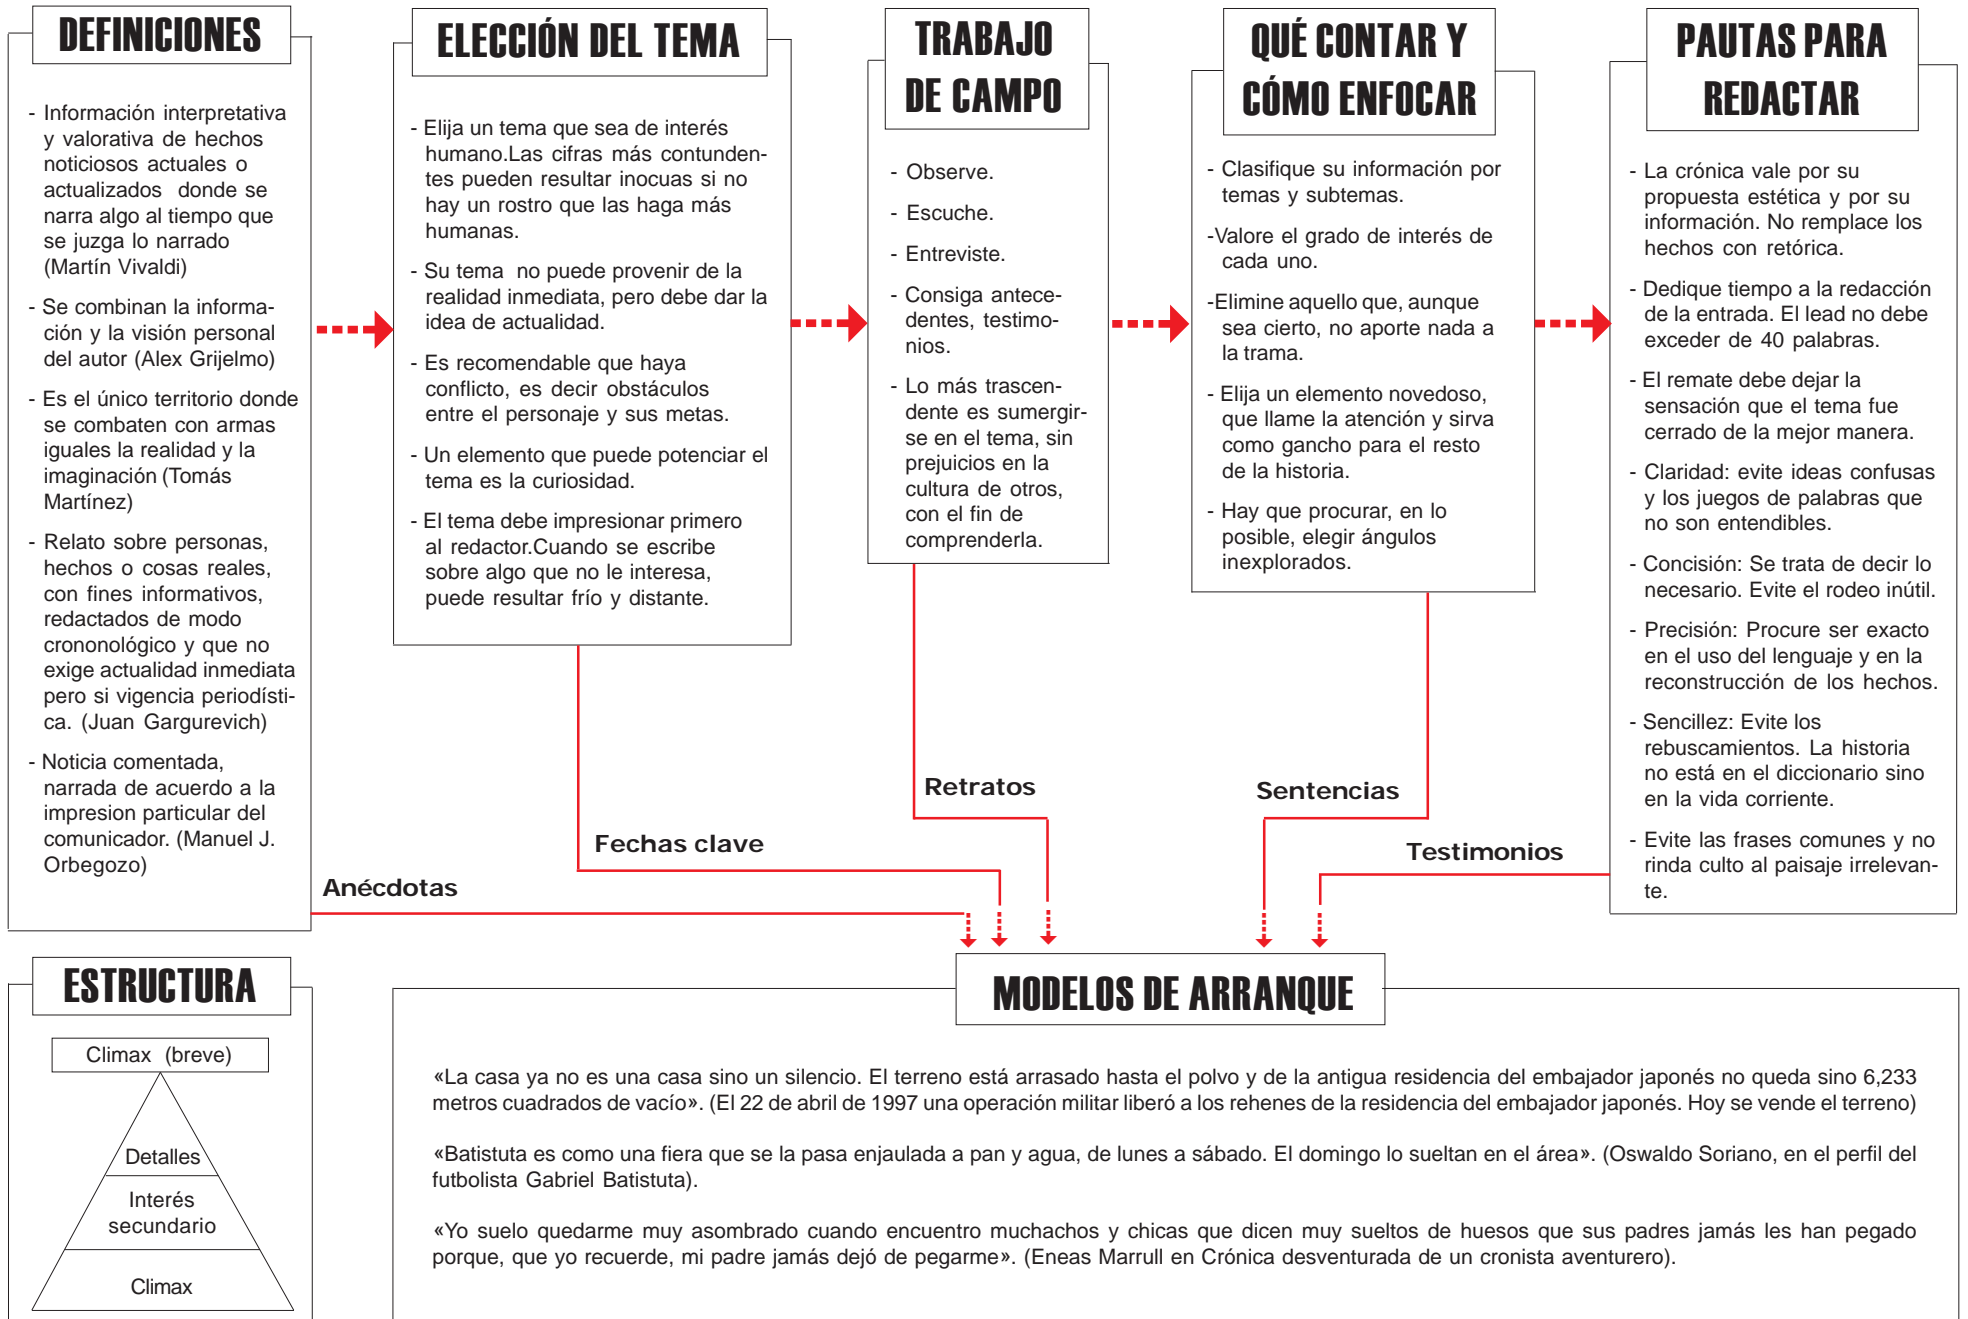 DEFINICIONES
- Información interpretativa
y valorativa de hechos
noticiosos actuales o
actualizados donde se
narra algo al tiempo que
se juzga lo narrado
(Martín Vivaldi)
- Se combinan la informa-
ción y la visión personal
del autor (Alex Grijelmo)
- Es el único territorio donde
se combaten con armas
iguales la realidad y la
imaginación (Tomás
Martínez)
- Relato sobre personas,
hechos o cosas reales,
con fines informativos,
redactados de modo
crononológico y que no
exige actualidad inmediata
pero si vigencia periodísti-
ca. (Juan Gargurevich)
- Noticia comentada,
narrada de acuerdo a la
impresion particular del
comunicador. (Manuel J.
Orbegozo)
ELECCIÓN DEL TEMA
- Elija un tema que sea de interés
humano.Las cifras más contunden-
tes pueden resultar inocuas si no
hay un rostro que las haga más
humanas.
- Su tema no puede provenir de la
realidad inmediata, pero debe dar la
idea de actualidad.
- Es recomendable que haya
conflicto, es decir obstáculos
entre el personaje y sus metas.
- Un elemento que puede potenciar el
tema es la curiosidad.
- El tema debe impresionar primero
al redactor.Cuando se escribe
sobre algo que no le interesa,
puede resultar frío y distante.
TRABAJO
DE CAMPO
- Observe.
- Escuche.
- Entreviste.
- Consiga antece-
dentes, testimo-
nios.
- Lo más trascen-
dente es sumergir-
se en el tema, sin
prejuicios en la
cultura de otros,
con el fin de
comprenderla.
QUÉ CONTAR Y
CÓMO ENFOCAR
- Clasifique su información por
temas y subtemas.
-Valore el grado de interés de
cada uno.
-Elimine aquello que, aunque
sea cierto, no aporte nada a
la trama.
- Elija un elemento novedoso,
que llame la atención y sirva
como gancho para el resto
de la historia.
- Hay que procurar, en lo
posible, elegir ángulos
inexplorados.
PAUTAS PARA
REDACTAR
- La crónica vale por su
propuesta estética y por su
información. No remplace los
hechos con retórica.
- Dedique tiempo a la redacción
de la entrada. El lead no debe
exceder de 40 palabras.
- El remate debe dejar la
sensación que el tema fue
cerrado de la mejor manera.
- Claridad: evite ideas confusas
y los juegos de palabras que
no son entendibles.
- Concisión: Se trata de decir lo
necesario. Evite el rodeo inútil.
- Precisión: Procure ser exacto
en el uso del lenguaje y en la
reconstrucción de los hechos.
- Sencillez: Evite los
rebuscamientos. La historia
no está en el diccionario sino
en la vida corriente.
- Evite las frases comunes y no
rinda culto al paisaje irrelevan-
te.
Anécdotas
Fechas clave
Retratos
Sentencias
Testimonios
ESTRUCTURA
Climax (breve)
Detalles
Interés
secundario
Climax
MODELOS DE ARRANQUE
«La casa ya no es una casa sino un silencio. El terreno está arrasado hasta el polvo y de la antigua residencia del embajador japonés no queda sino 6,233
metros cuadrados de vacío». (El 22 de abril de 1997 una operación militar liberó a los rehenes de la residencia del embajador japonés. Hoy se vende el terreno)
«Batistuta es como una fiera que se la pasa enjaulada a pan y agua, de lunes a sábado. El domingo lo sueltan en el área». (Oswaldo Soriano, en el perfil del
futbolista Gabriel Batistuta).
«Yo suelo quedarme muy asombrado cuando encuentro muchachos y chicas que dicen muy sueltos de huesos que sus padres jamás les han pegado
porque, que yo recuerde, mi padre jamás dejó de pegarme». (Eneas Marrull en Crónica desventurada de un cronista aventurero).